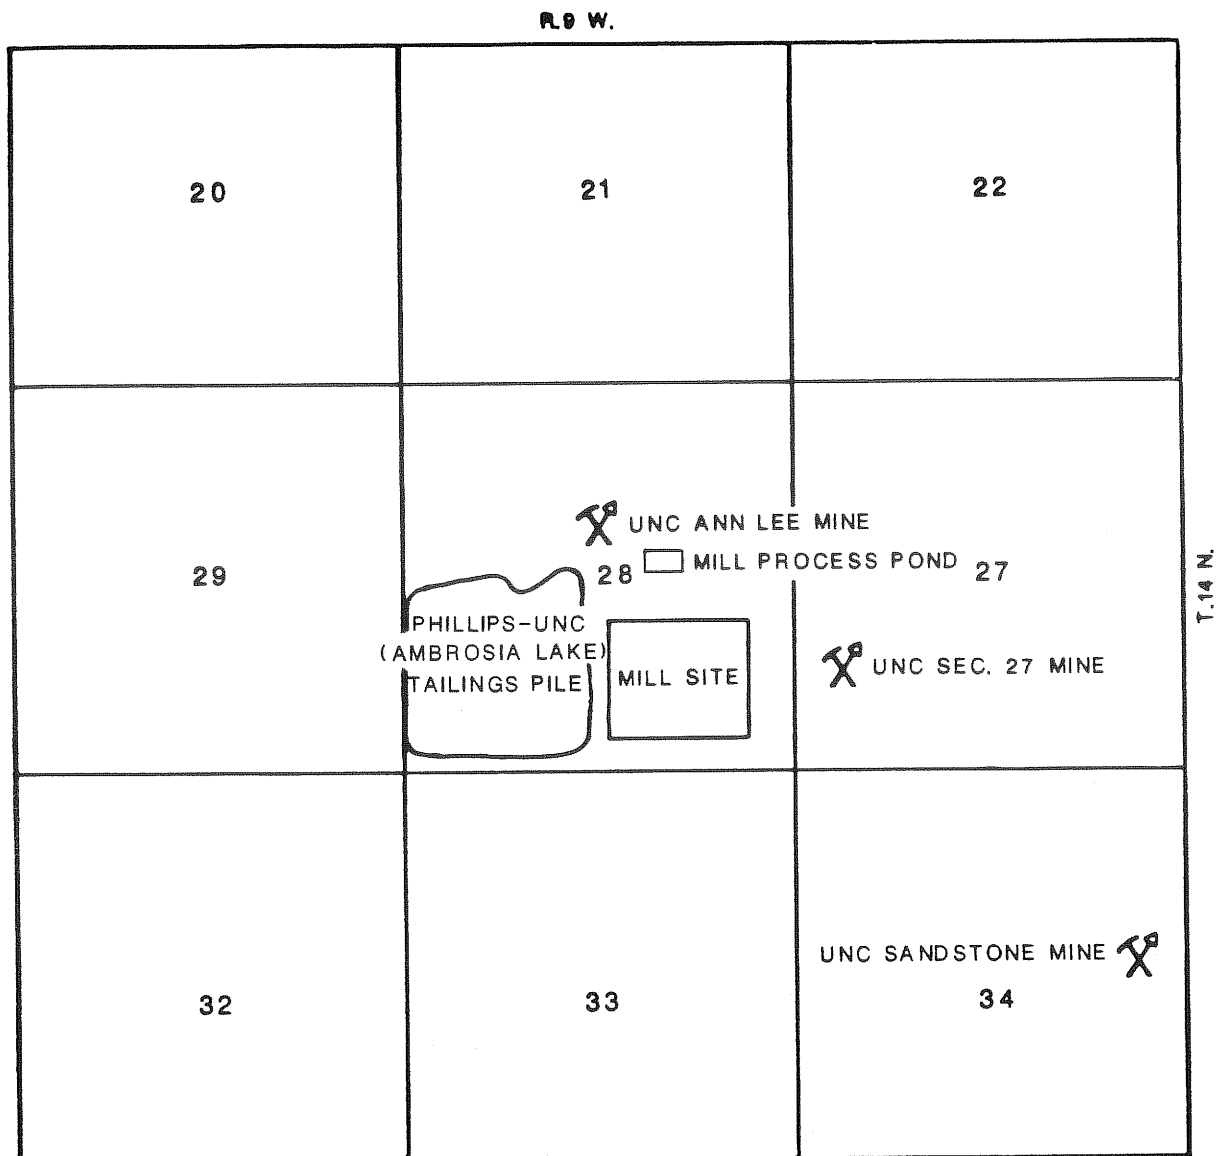 R.9 W.
20
21
22
UNC ANN LEE MINE
28
MILL PROCESS POND
29
27
T.14 N.
PHILLIPS-UNC
(AMBROSIA LAKE)
TAILINGS PILE
MILL SITE
UNC SEC. 27 MINE
UNC SANDSTONE MINE
32
33
34